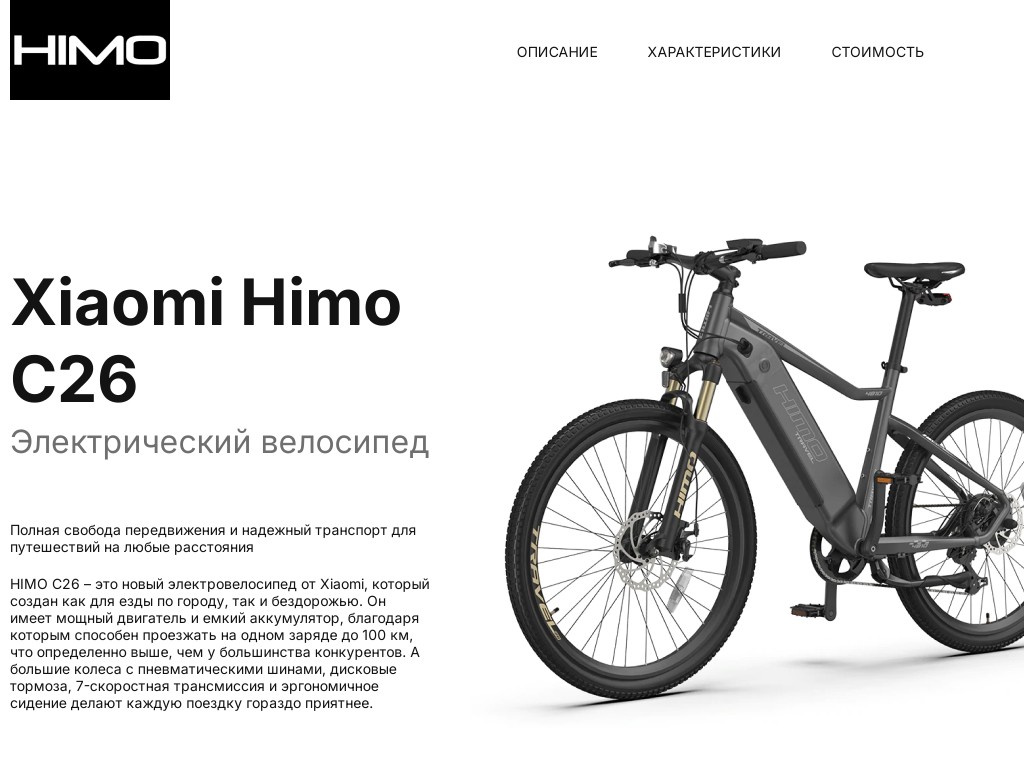 HIMO
ОПИСАНИЕ
ХАРАКТЕРИСТИКИ
СТОИМОСТЬ
Xiaomi Himo
C26
Электрический велосипед
Полная свобода передвижения и надежный транспорт для
путешествий на любые расстояния
HIMO C26 – это новый электровелосипед от Xiaomi, который
создан как для езды по городу, так и бездорожью. Он
имеет мощный двигатель и емкий аккумулятор, благодаря
которым способен проезжать на одном заряде до 100 км,
что определенно выше, чем у большинства конкурентов. А
большие колеса с пневматическими шинами, дисковые
тормоза, 7-скоростная трансмиссия и эргономичное
сидение делают каждую поездку гораздо приятнее.
HIMO
TRAVEL
HIMO
TRAVEL